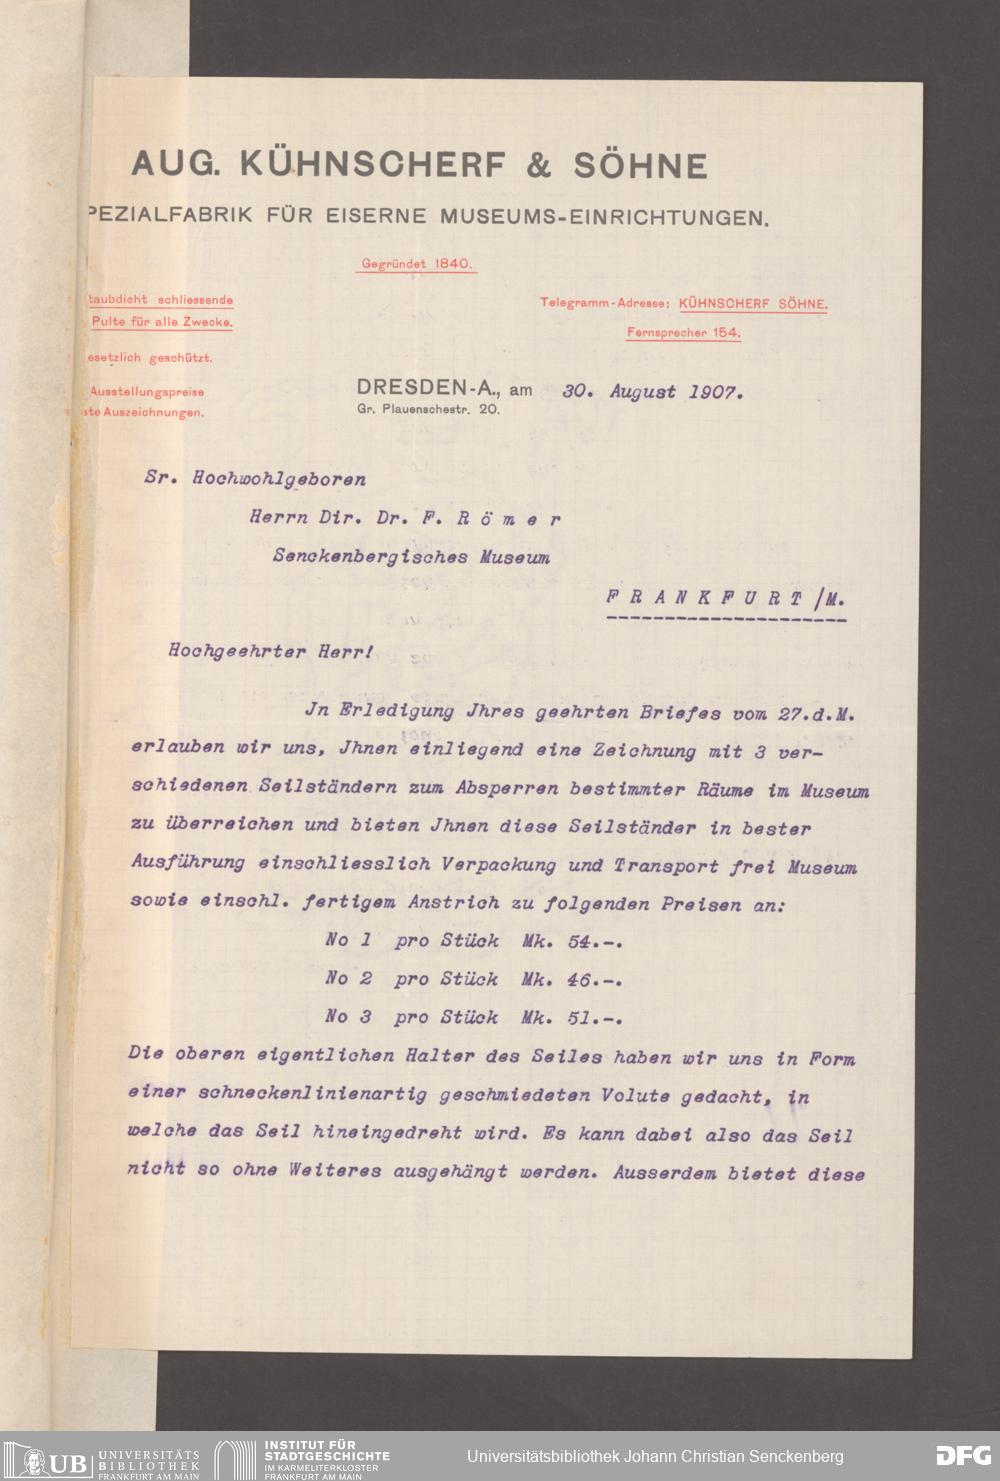 AUG. KÜHNSCHERF & SÖHNE
PEZIALFABRIK FÜR EISERNE MUSEUMS-EINRICHTUNGEN.
Gegründet 1840.
taubdicht schliessende
Pulte für alle Zwecke.
esetzlich geschützt.
Ausstellungspreise
ste Auszeichnungen.
Telegramm-Adresse: KÜHNSCHERF SÖHNE.
Fernsprecher 154.
DRESDEN-A., am 30. August 1907.
Gr. Plauenschestr. 20.
Sr. Hochwohlgeboren
Herrn Dir. Dr. F. R ö m e r
Senckenbergisches Museum
F R A N K F U R T /M.
Hochgeehrter Herr!
Jn Erledigung Jhres geehrten Briefes vom 27.d.M.
erlauben wir uns, Jhnen einliegend eine Zeichnung mit 3 ver-
schiedenen Seilständern zum Absperren bestimmter Räume im Museum
zu überreichen und bieten Jhnen diese Seilständer in bester
Ausführung einschliesslich Verpackung und Transport frei Museum
sowie einschl. fertigem Anstrich zu folgenden Preisen an:
No 1 pro Stück Mk. 54.-.
No 2 pro Stück Mk. 46.-.
No 3 pro Stück Mk. 51.-.
Die oberen eigentlichen Halter des Seiles haben wir uns in Form
einer schneckenlinienartig geschmiedeten Volute gedacht, in
welche das Seil hineingedreht wird. Es kann dabei also das Seil
nicht so ohne Weiteres ausgehängt werden. Ausserdem bietet diese
UB UNIVERSITÄTS
BIBLIOTHEK
FRANKFURT AM MAIN
INSTITUT FÜR
STADTGESCHICHTE
IM KARMELITERKLOSTER
FRANKFURT AM MAIN
Universitätsbibliothek Johann Christian Senckenberg
DFG